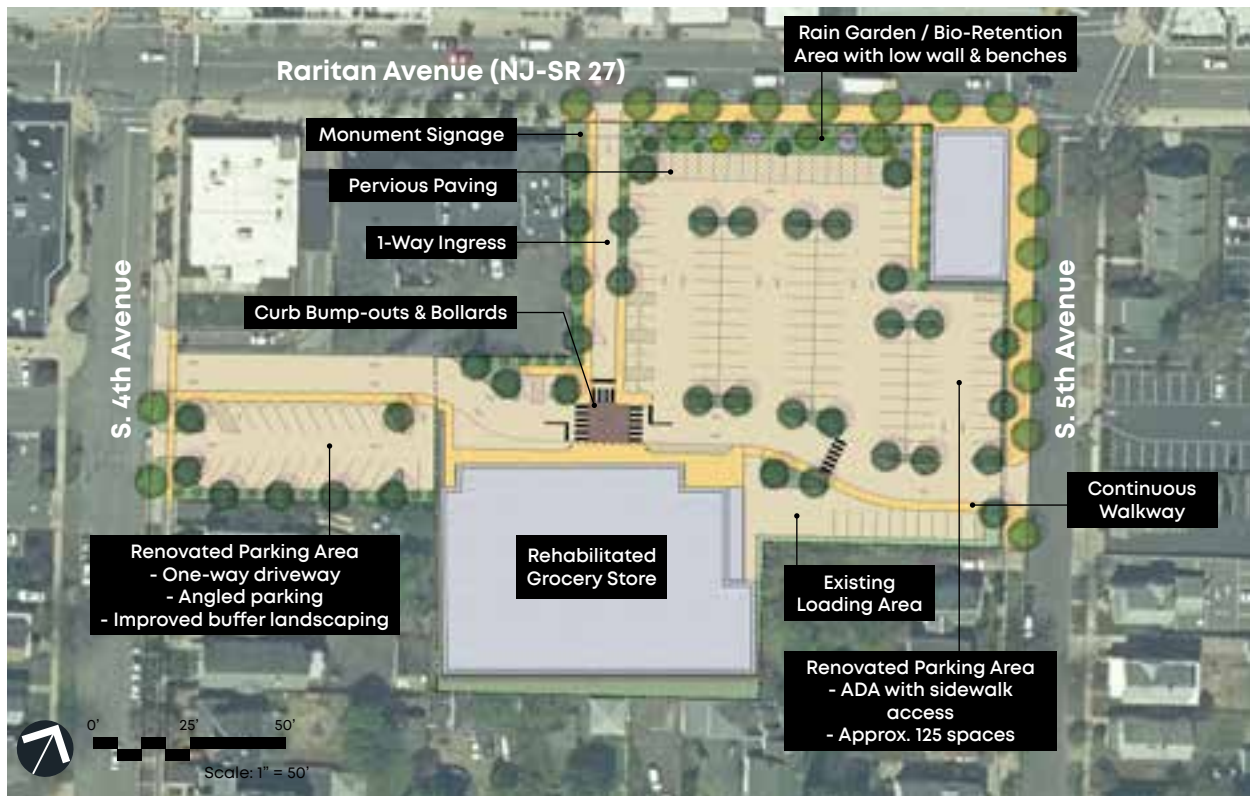 Rain Garden / Bio-Retention
Area with low wall & benches
Raritan Avenue (NJ-SR 27)
Monument Signage
Pervious Paving
1-Way Ingress
Curb Bump-outs & Bollards
S. 4th Avenue
S. 5th Avenue
Continuous
Walkway
Renovated Parking Area
- One-way driveway
- Angled parking
- Improved buffer landscaping
Rehabilitated
Grocery Store
Existing
Loading Area
Renovated Parking Area
- ADA with sidewalk
access
- Approx. 125 spaces
0'
25'
50'
Scale: 1" = 50'